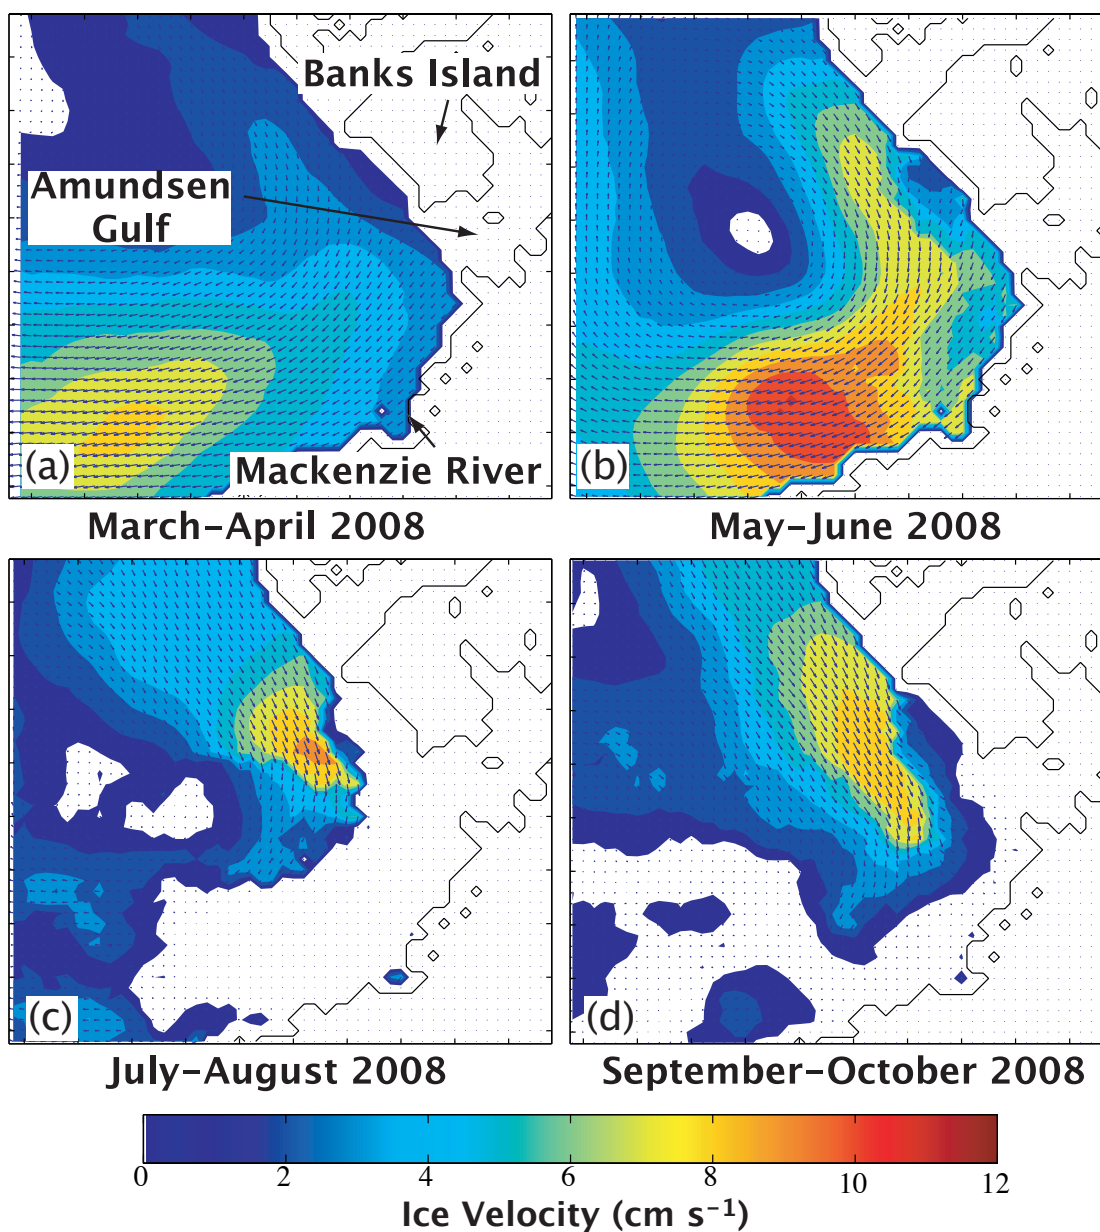 Banks Island
Amundsen
Gulf
Mackenzie River
(a)
(b)
March–April 2008
May–June 2008
(c)
(d)
July–August 2008
September–October 2008
0 2 4 6 8 10 12
Ice Velocity (cm s⁻¹)